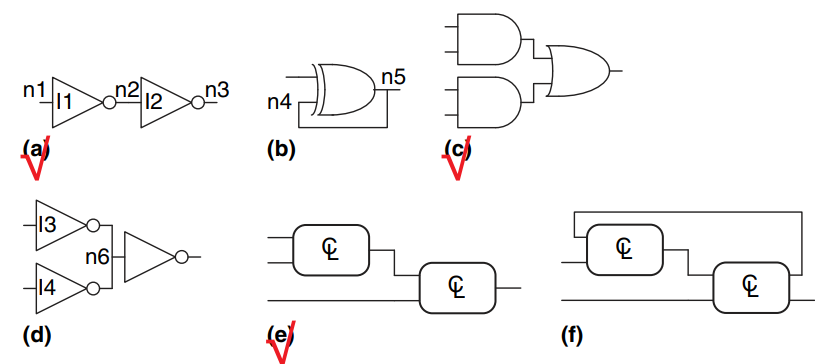 n1 I1 n2 I2 n3
n4 n5
(a) (b) (c)
I3
n6
I4
CL CL
CL CL
(d) (e) (f)